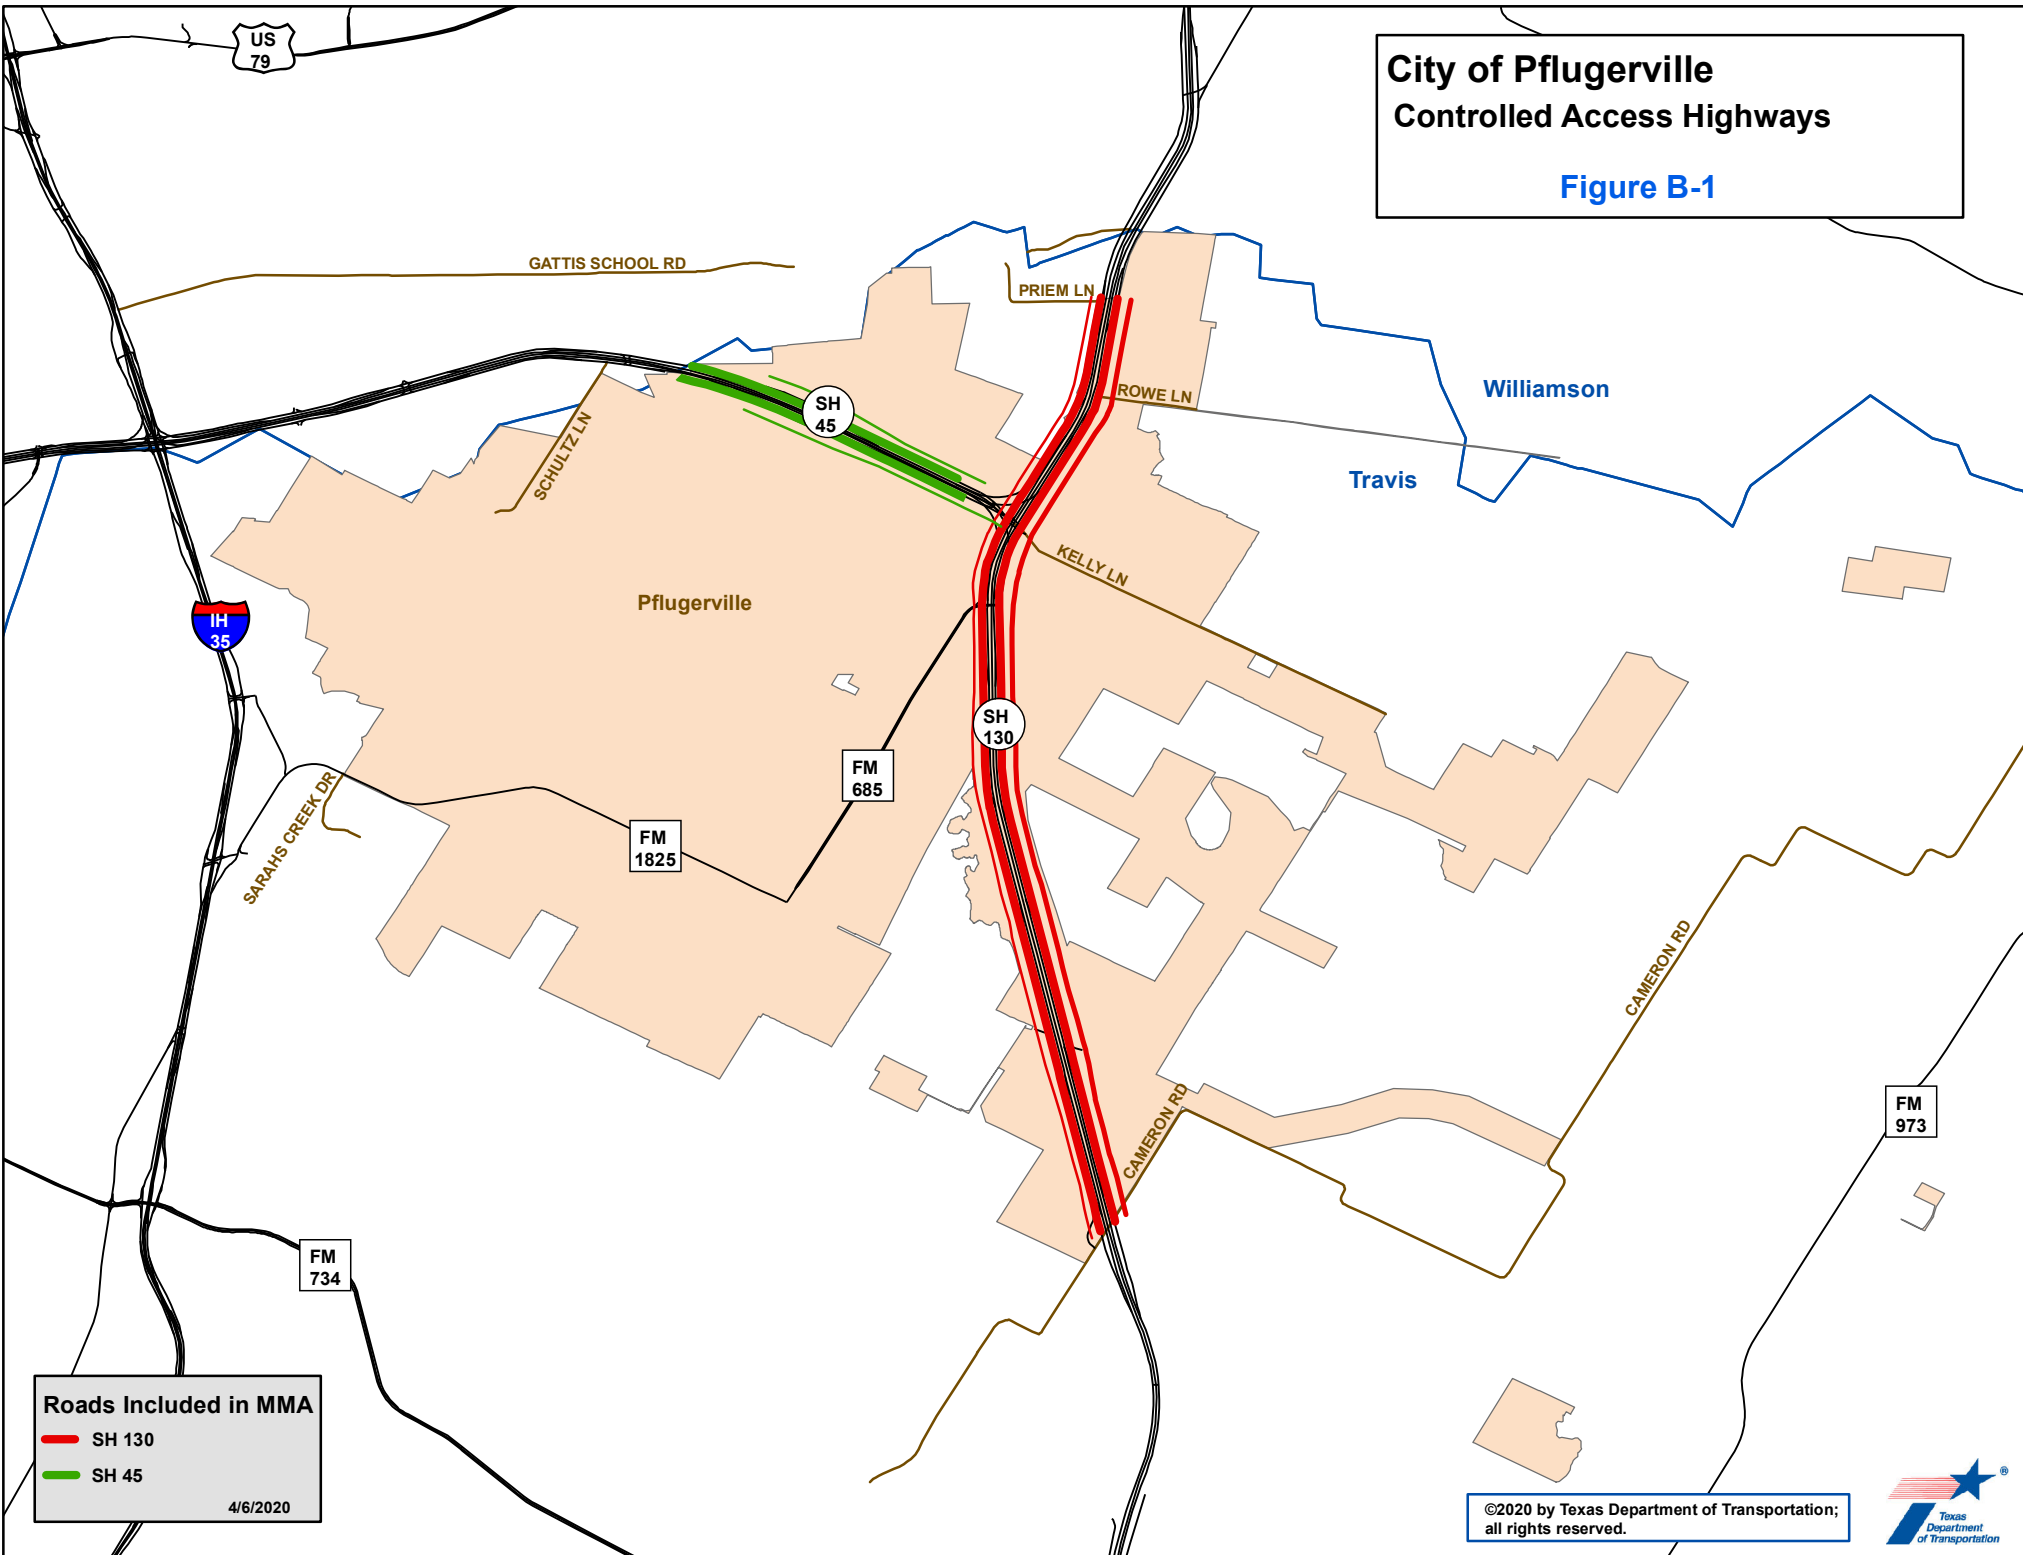 US
79
City of Pflugerville
Controlled Access Highways
Figure B-1
GATTIS SCHOOL RD
PRIEM LN
ROWE LN
Williamson
SH
45
SCHULTZ LN
Travis
KELLY LN
Pflugerville
IH
35
SH
130
FM
685
SARAHS CREEK DR
FM
1825
CAMERON RD
CAMERON RD
FM
973
FM
734
Roads Included in MMA
SH 130
SH 45
4/6/2020
©2020 by Texas Department of Transportation;
all rights reserved.
®
Texas
Department
of Transportation